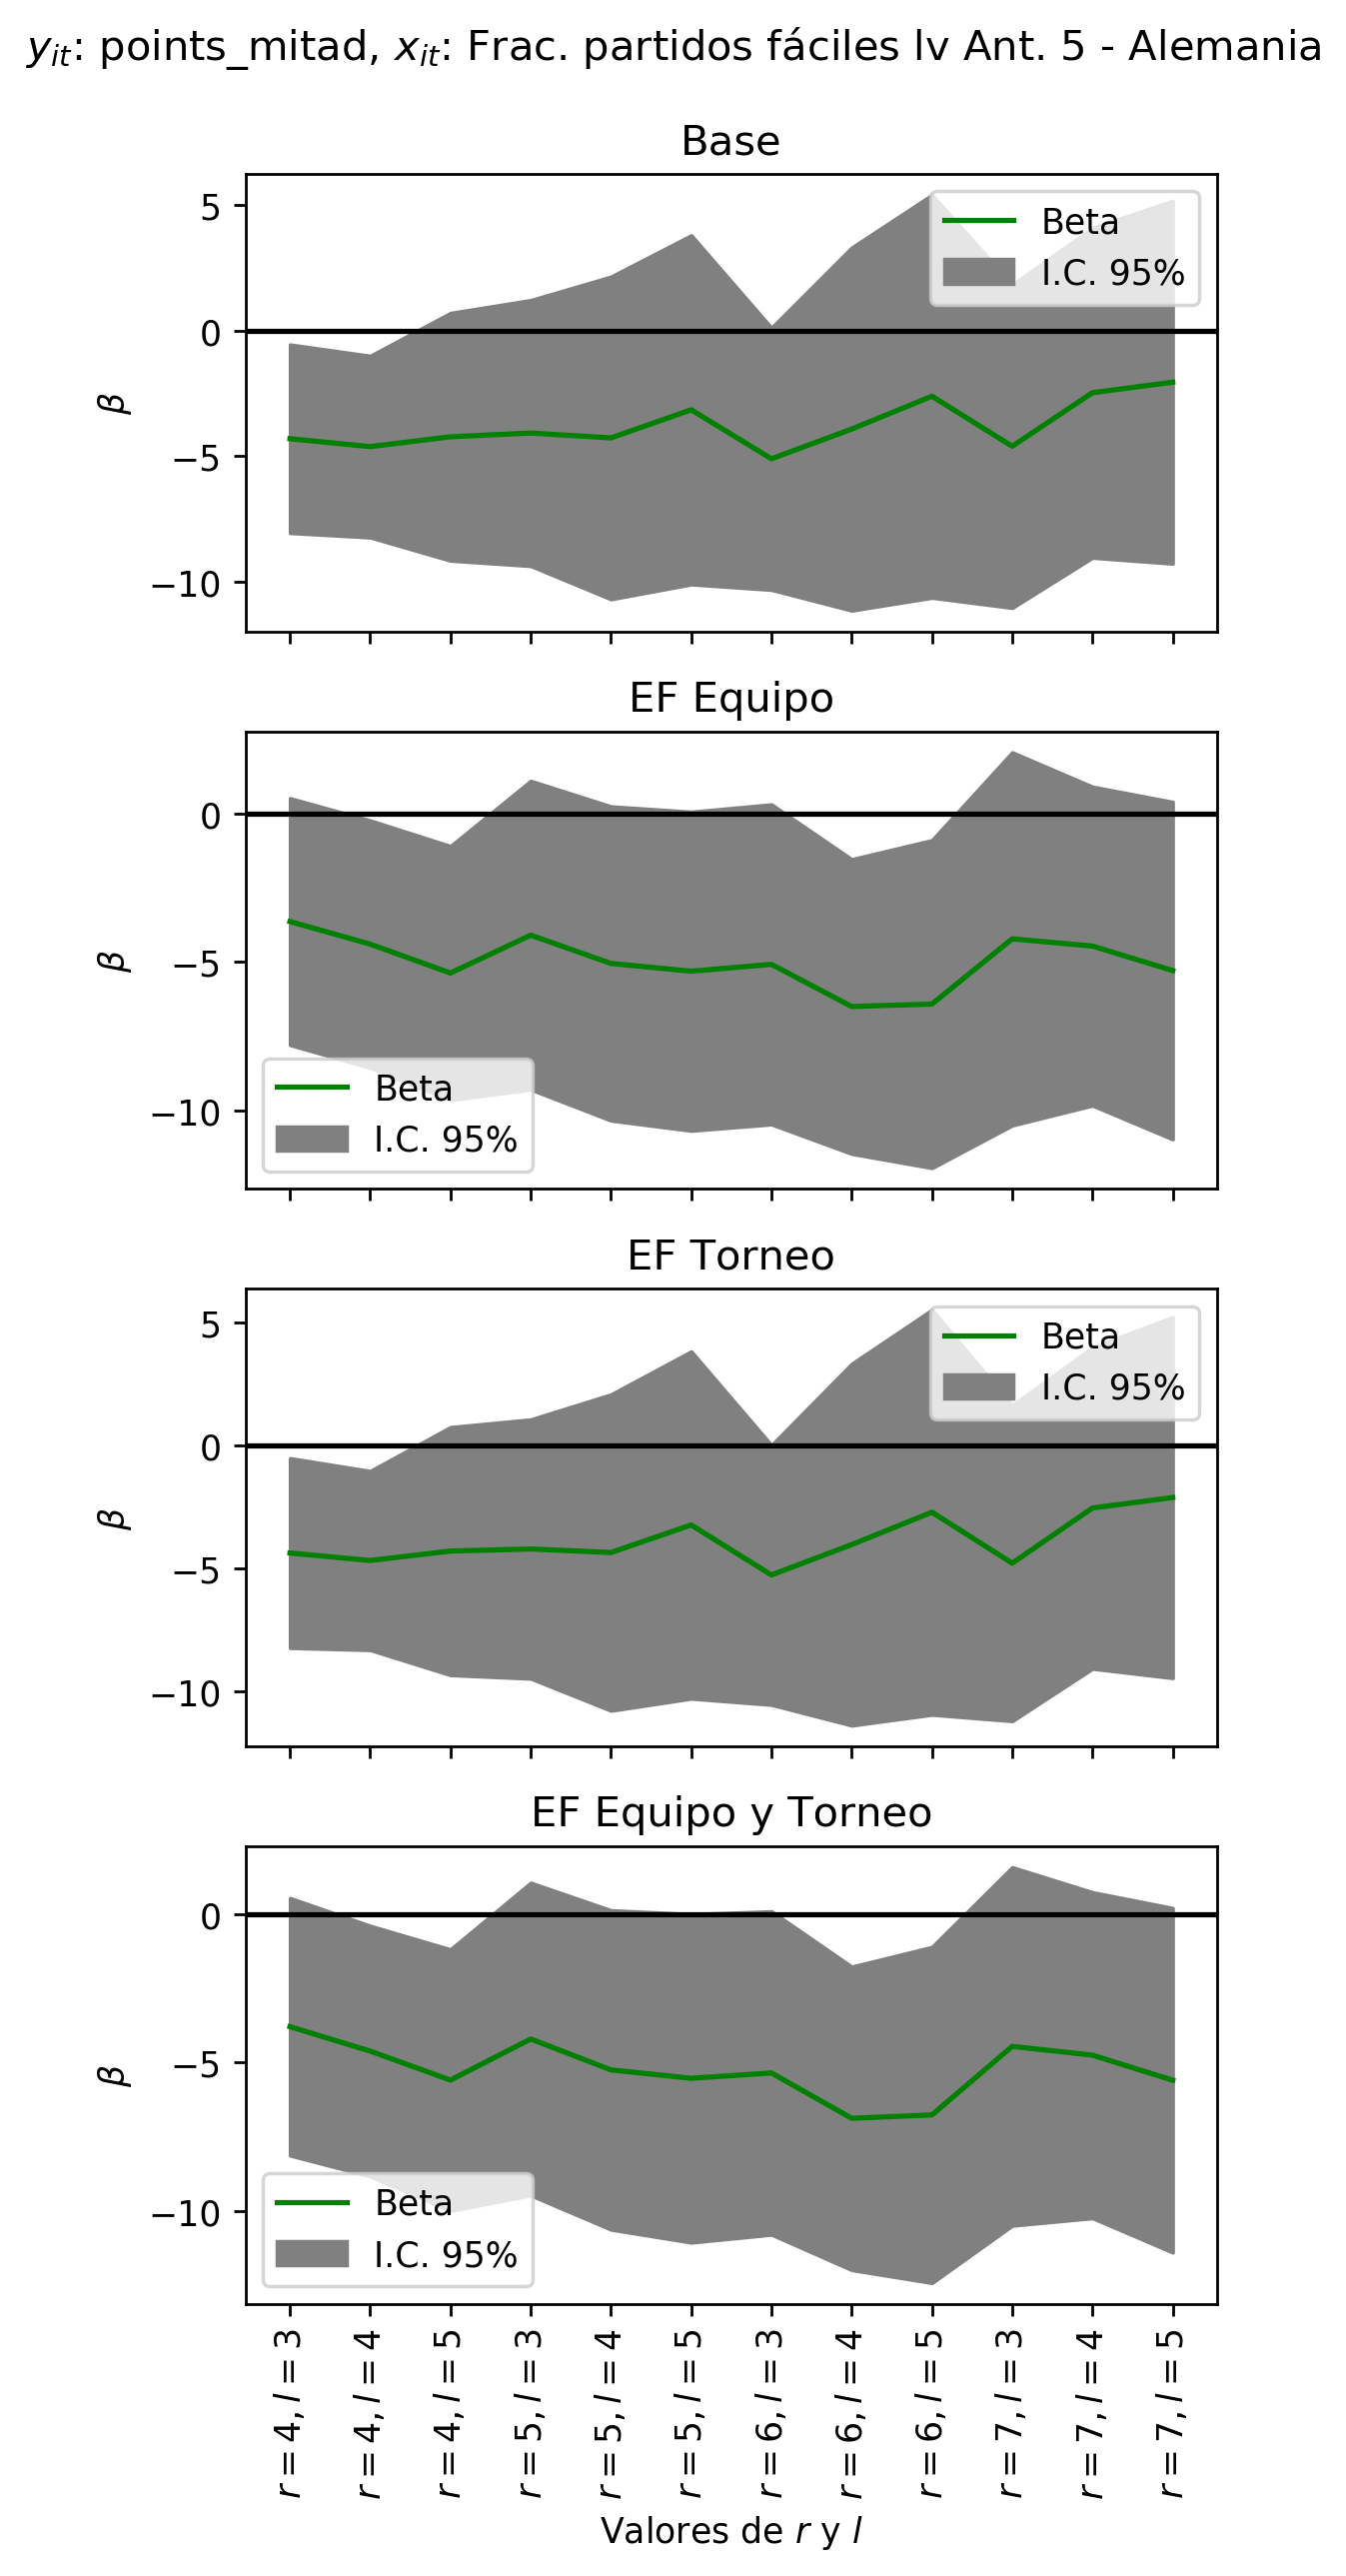 y_it: points_mitad, x_it: Frac. partidos fáciles lv Ant. 5 - Alemania
Base
5
0
−5
−10
β
Beta
I.C. 95%
EF Equipo
0
−5
−10
β
Beta
I.C. 95%
EF Torneo
5
0
−5
−10
β
Beta
I.C. 95%
EF Equipo y Torneo
0
−5
−10
β
Beta
I.C. 95%
r = 4, l = 3
r = 4, l = 4
r = 4, l = 5
r = 5, l = 3
r = 5, l = 4
r = 5, l = 5
r = 6, l = 3
r = 6, l = 4
r = 6, l = 5
r = 7, l = 3
r = 7, l = 4
r = 7, l = 5
Valores de r y l